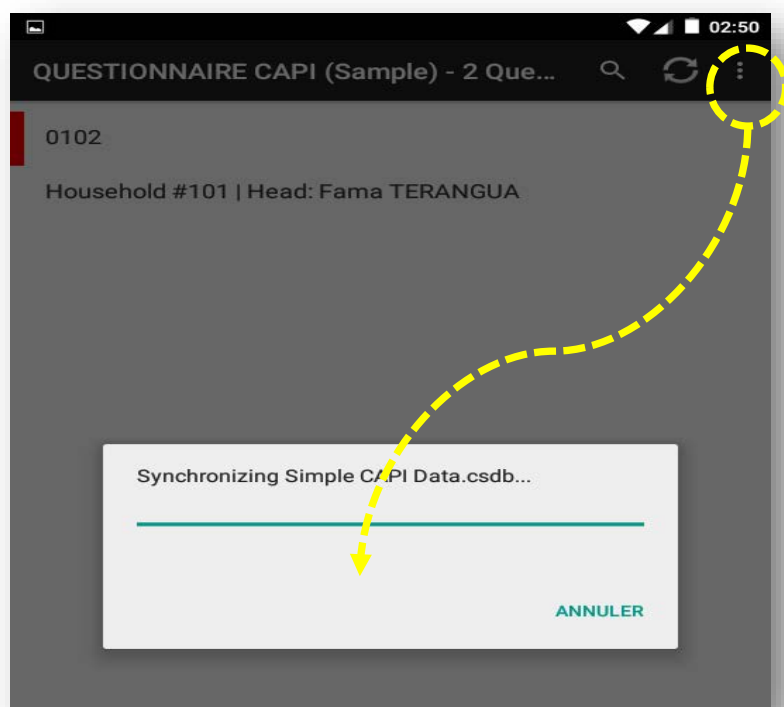 02:50
QUESTIONNAIRE CAPI (Sample) - 2 Que...
0102
Household #101 | Head: Fama TERANGUA
Synchronizing Simple CAPI Data.csdb...
ANNULER